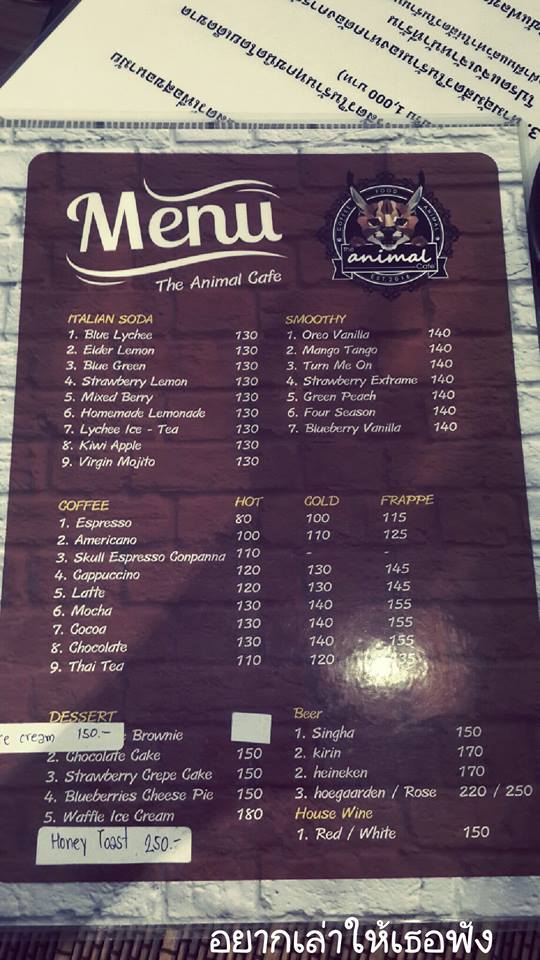 Menu
The Animal Cafe
COFFEE FOOD ANIMAL
the
animal
Cafe
EST.2015
ITALIAN SODA
1. Blue Lychee 130
2. Elder Lemon 130
3. Blue Green 130
4. Strawberry Lemon 130
5. Mixed Berry 130
6. Homemade Lemonade 130
7. Lychee Ice - Tea 130
8. Kiwi Apple 130
9. Virgin Mojito 130
SMOOTHY
1. Oreo Vanilla 140
2. Mango Tango 140
3. Turn Me On 140
4. Strawberry Extrame 140
5. Green Peach 140
6. Four Season 140
7. Blueberry Vanilla 140
COFFEE HOT COLD FRAPPE
1. Espresso 80 100 115
2. Americano 100 110 125
3. Skull Espresso Conpanna 110 - -
4. Cappuccino 120 130 145
5. Latte 120 130 145
6. Mocha 130 140 155
7. Cocoa 130 140 155
8. Chocolate 130 140 155
9. Thai Tea 110 120 135
DESSERT
cream 150.- Brownie
2. Chocolate Cake 150
3. Strawberry Crepe Cake 150
4. Blueberries Cheese Pie 150
5. Waffle Ice Cream 180
Honey Toast 250.-
Beer
1. Singha 150
2. kirin 170
2. heineken 170
3. hoegaarden / Rose 220 / 250
House Wine
1. Red / White 150
อยากเล่าให้เธอฟัง